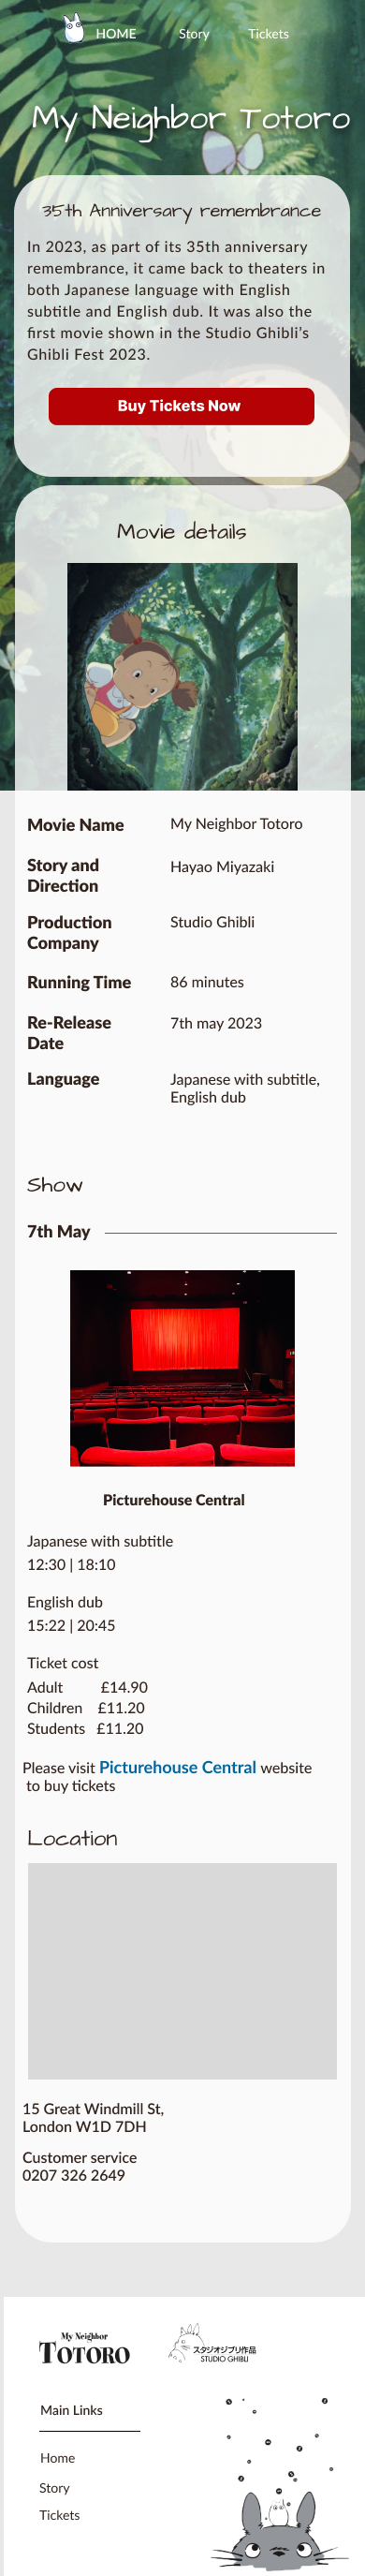 HOME Story Tickets
My Neighbor Totoro
35th Anniversary remembrance
In 2023, as part of its 35th anniversary
remembrance, it came back to theaters in
both Japanese language with English
subtitle and English dub. It was also the
first movie shown in the Studio Ghibli’s
Ghibli Fest 2023.
Buy Tickets Now
Movie details
Movie Name My Neighbor Totoro
Story and Hayao Miyazaki
Direction
Production Studio Ghibli
Company
Running Time 86 minutes
Re-Release 7th may 2023
Date
Language Japanese with subtitle,
English dub
Show
7th May
Picturehouse Central
Japanese with subtitle
12:30 | 18:10
English dub
15:22 | 20:45
Ticket cost
Adult £14.90
Children £11.20
Students £11.20
Please visit Picturehouse Central website
to buy tickets
Location
15 Great Windmill St,
London W1D 7DH
Customer service
0207 326 2649
My Neighbor
TOTORO
スタジオジブリ作品
STUDIO GHIBLI
Main Links
Home
Story
Tickets